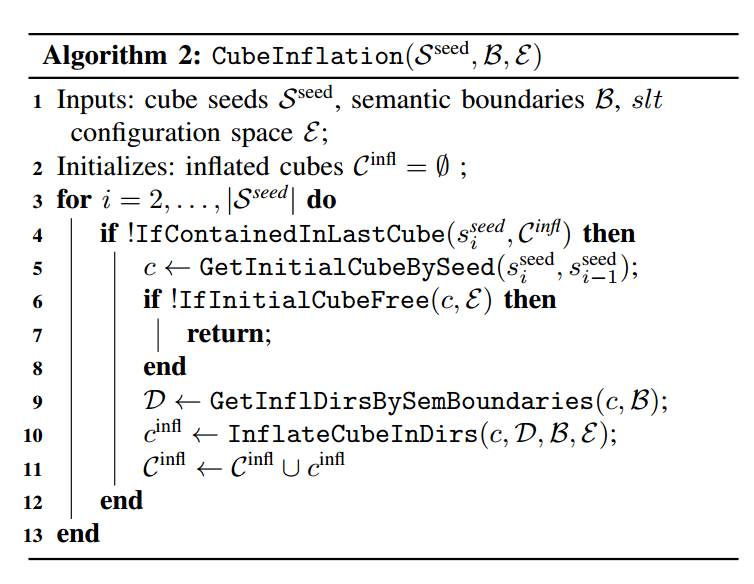 Algorithm 2: CubeInflation(𝒮^seed, ℬ, ℰ)
1 Inputs: cube seeds 𝒮^seed, semantic boundaries ℬ, slt
configuration space ℰ;
2 Initializes: inflated cubes 𝒞^infl = ∅ ;
3 for i = 2, . . . , |𝒮^seed| do
4 if !IfContainedInLastCube(s_i^seed, 𝒞^infl) then
5 c ← GetInitialCubeBySeed(s_i^seed, s_{i−1}^seed);
6 if !IfInitialCubeFree(c, ℰ) then
7 return;
8 end
9 𝒟 ← GetInflDirsBySemBoundaries(c, ℬ);
10 c^infl ← InflateCubeInDirs(c, 𝒟, ℬ, ℰ);
11 𝒞^infl ← 𝒞^infl ∪ c^infl
12 end
13 end